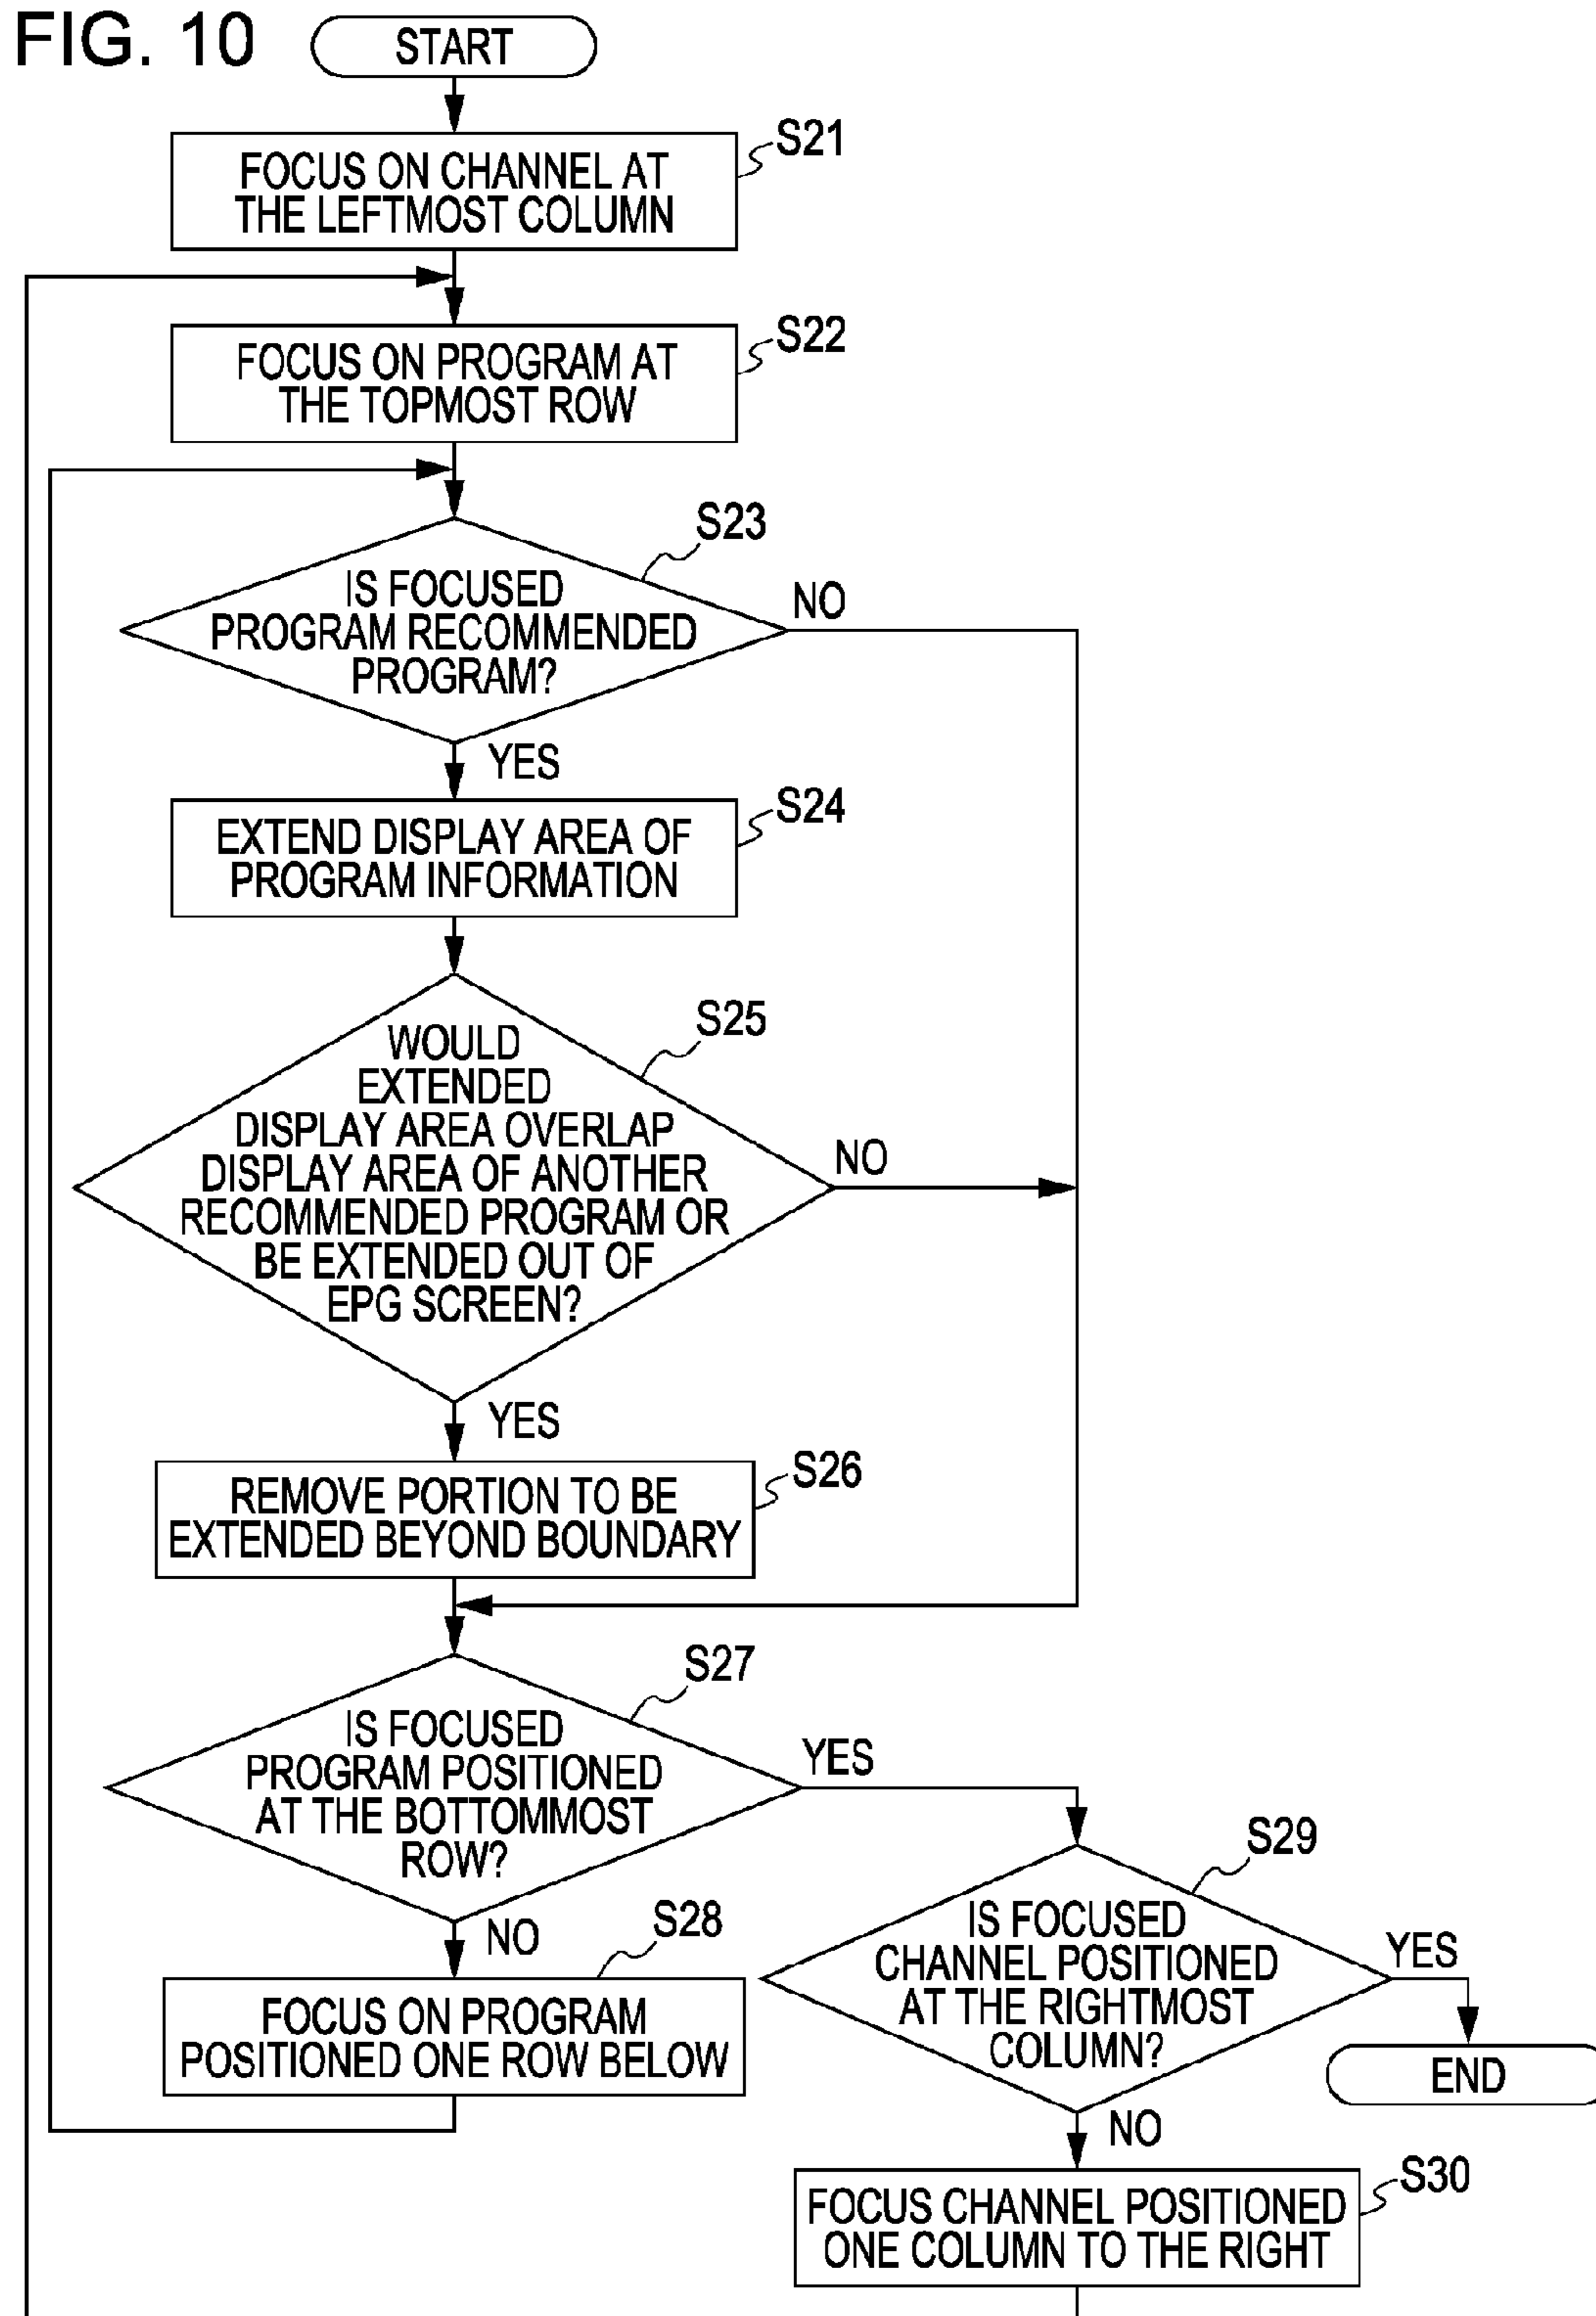 FIG. 10
START
S21
FOCUS ON CHANNEL AT
THE LEFTMOST COLUMN
S22
FOCUS ON PROGRAM AT
THE TOPMOST ROW
S23
IS FOCUSED
PROGRAM RECOMMENDED
PROGRAM?
NO
YES
S24
EXTEND DISPLAY AREA OF
PROGRAM INFORMATION
S25
WOULD
EXTENDED
DISPLAY AREA OVERLAP
DISPLAY AREA OF ANOTHER
RECOMMENDED PROGRAM OR
BE EXTENDED OUT OF
EPG SCREEN?
NO
YES
S26
REMOVE PORTION TO BE
EXTENDED BEYOND BOUNDARY
S27
IS FOCUSED
PROGRAM POSITIONED
AT THE BOTTOMMOST
ROW?
YES
NO
S28
FOCUS ON PROGRAM
POSITIONED ONE ROW BELOW
S29
IS FOCUSED
CHANNEL POSITIONED
AT THE RIGHTMOST
COLUMN?
YES
END
NO
S30
FOCUS CHANNEL POSITIONED
ONE COLUMN TO THE RIGHT